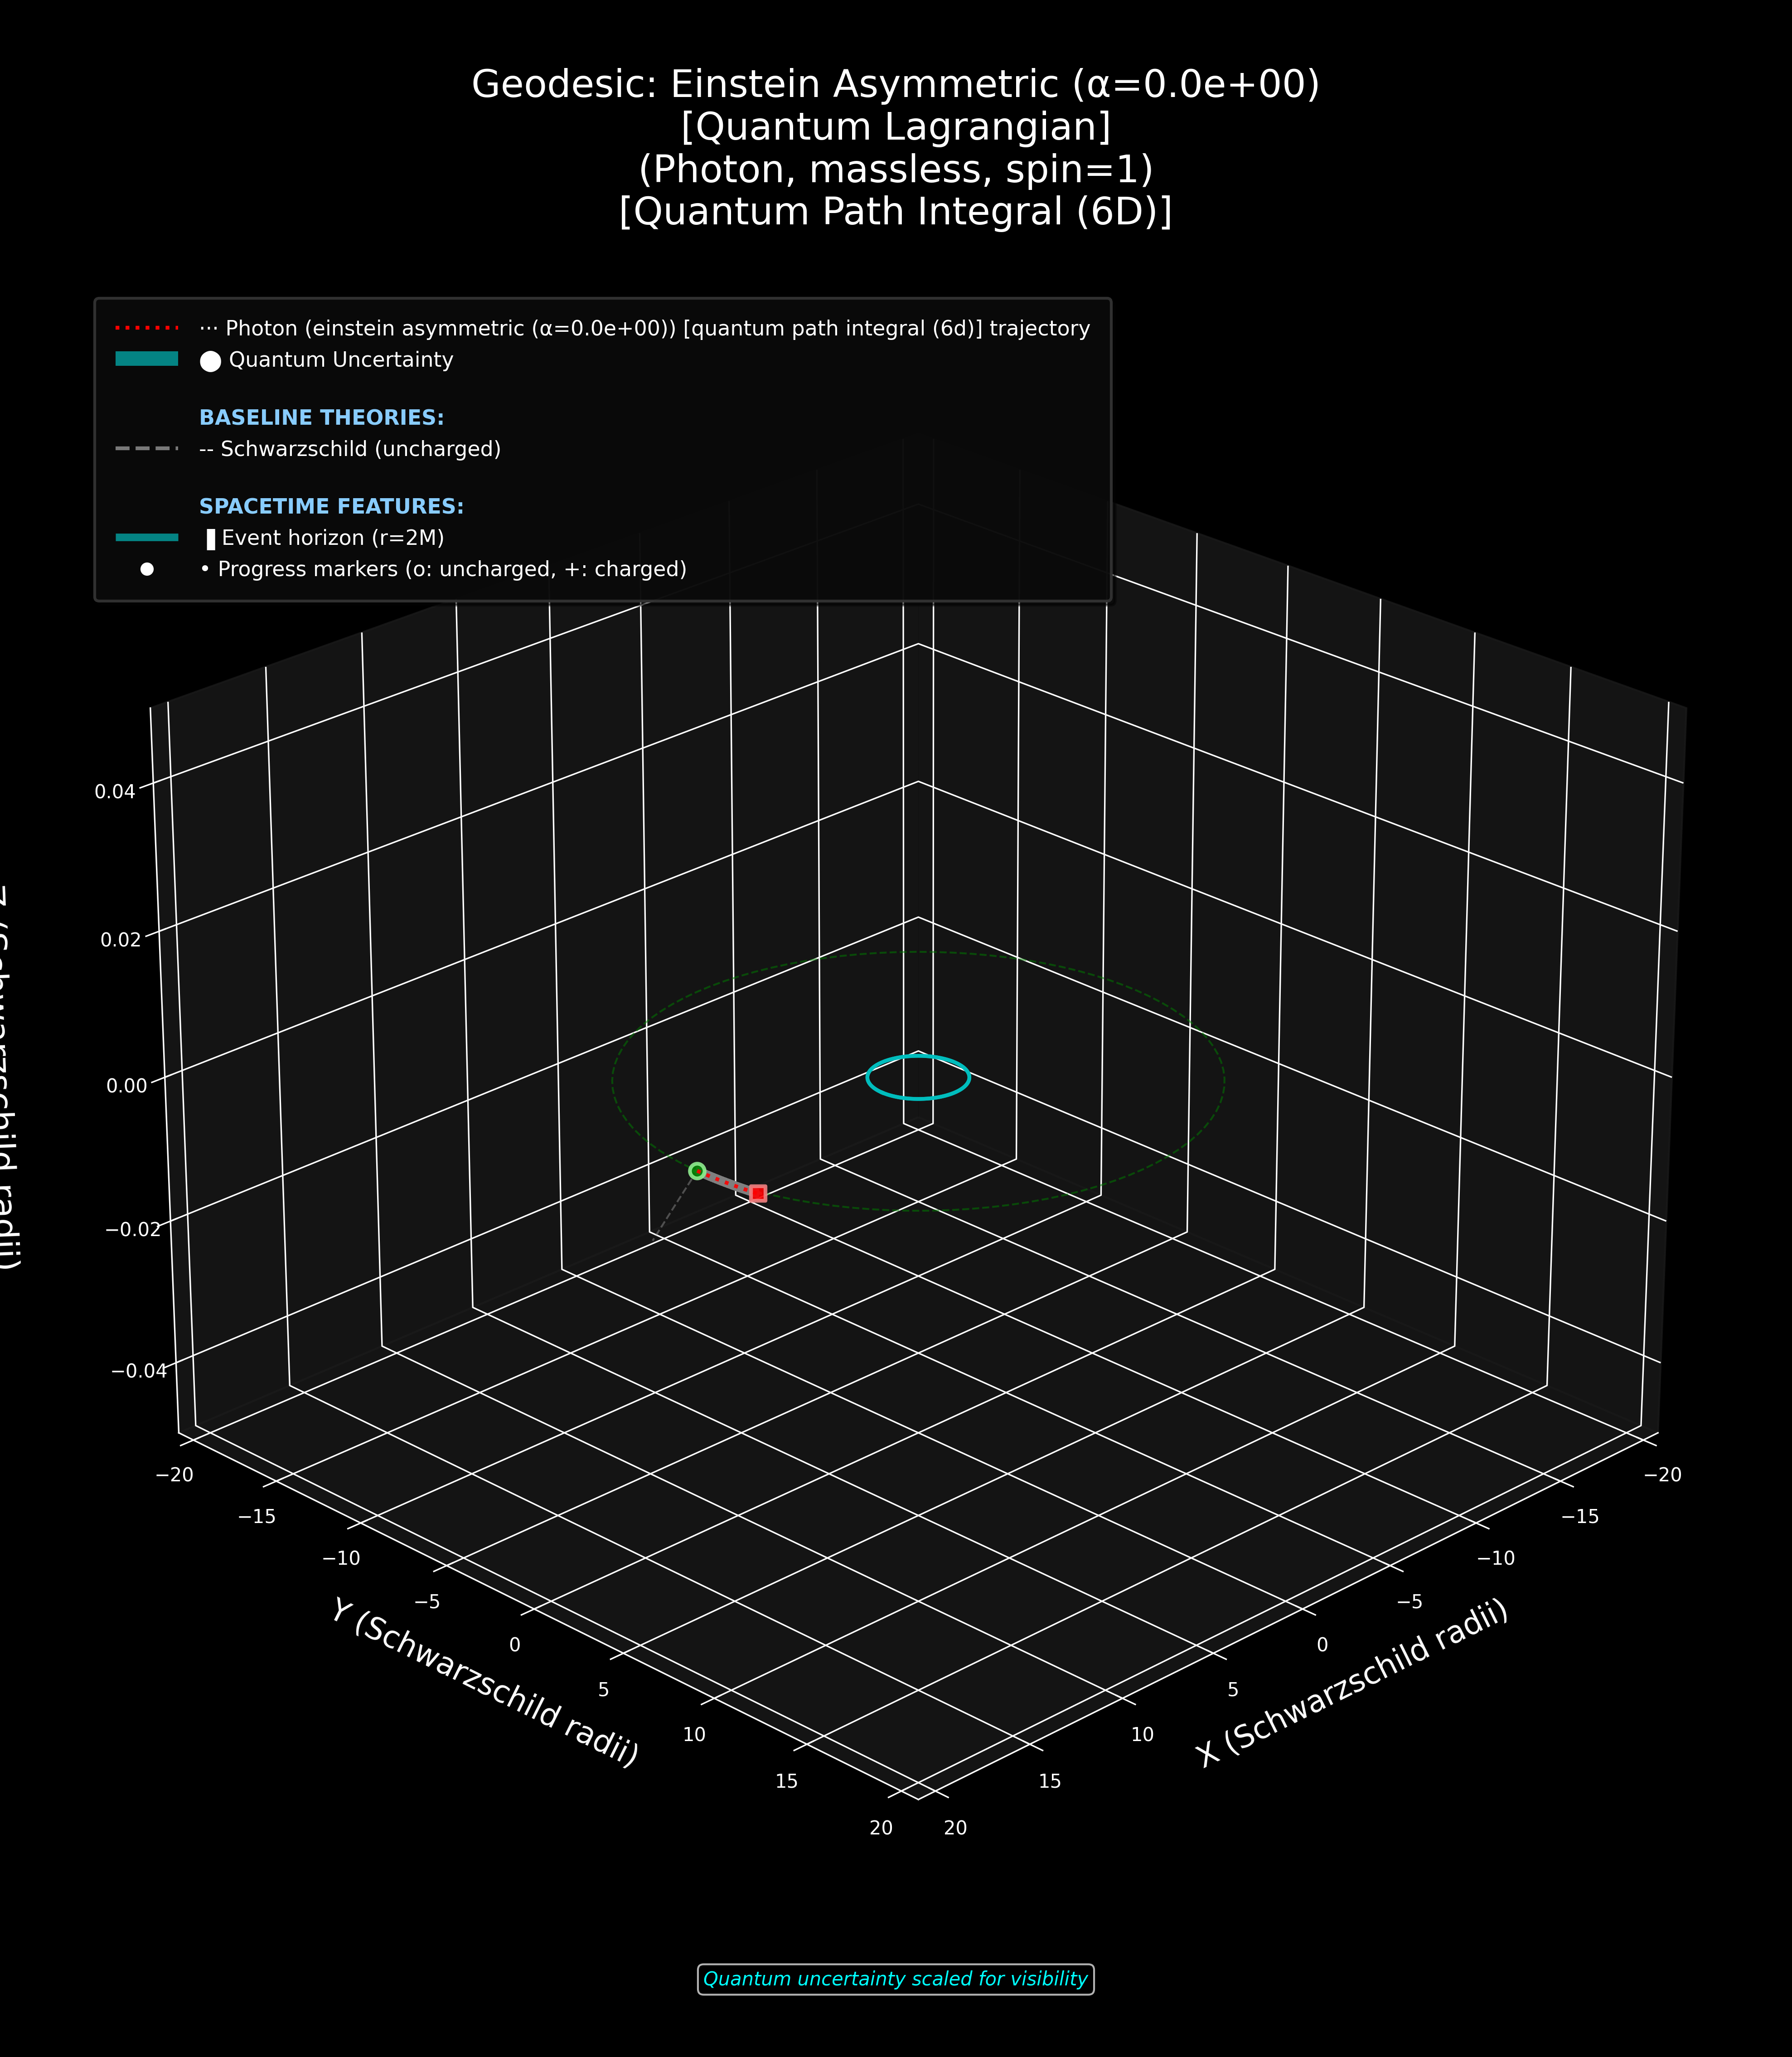 Geodesic: Einstein Asymmetric (α=0.0e+00)
[Quantum Lagrangian]
(Photon, massless, spin=1)
[Quantum Path Integral (6D)]
··· Photon (einstein asymmetric (α=0.0e+00)) [quantum path integral (6d)] trajectory
● Quantum Uncertainty
BASELINE THEORIES:
-- Schwarzschild (uncharged)
SPACETIME FEATURES:
▐ Event horizon (r=2M)
• Progress markers (o: uncharged, +: charged)
0.04
0.02
0.00
−0.02
−0.04
Z (Schwarzschild radii)
−20
−15
−10
−5
0
5
10
15
20
Y (Schwarzschild radii)
20
15
10
5
0
−5
−10
−15
−20
X (Schwarzschild radii)
Quantum uncertainty scaled for visibility